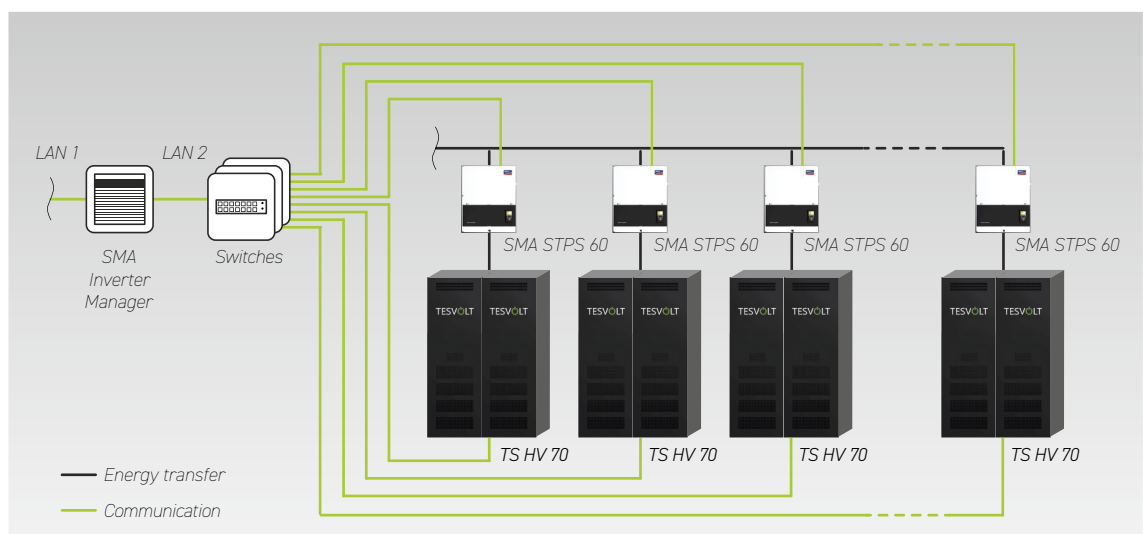 LAN 1
LAN 2
SMA
Inverter
Manager
Switches
SMA STPS 60
SMA STPS 60
SMA STPS 60
SMA STPS 60
TESVOLT TESVOLT
TESVOLT TESVOLT
TESVOLT TESVOLT
TESVOLT TESVOLT
TS HV 70
TS HV 70
TS HV 70
TS HV 70
Energy transfer
Communication